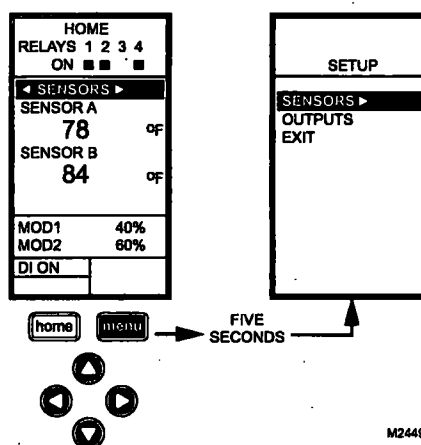 HOME
RELAYS 1 2 3 4
ON ■ ■ ■
◄ SENSORS ►
SENSOR A
78 °F
SENSOR B
84 °F
MOD1 40%
MOD2 60%
DI ON
home menu
FIVE
SECONDS
SETUP
SENSORS ►
OUTPUTS
EXIT